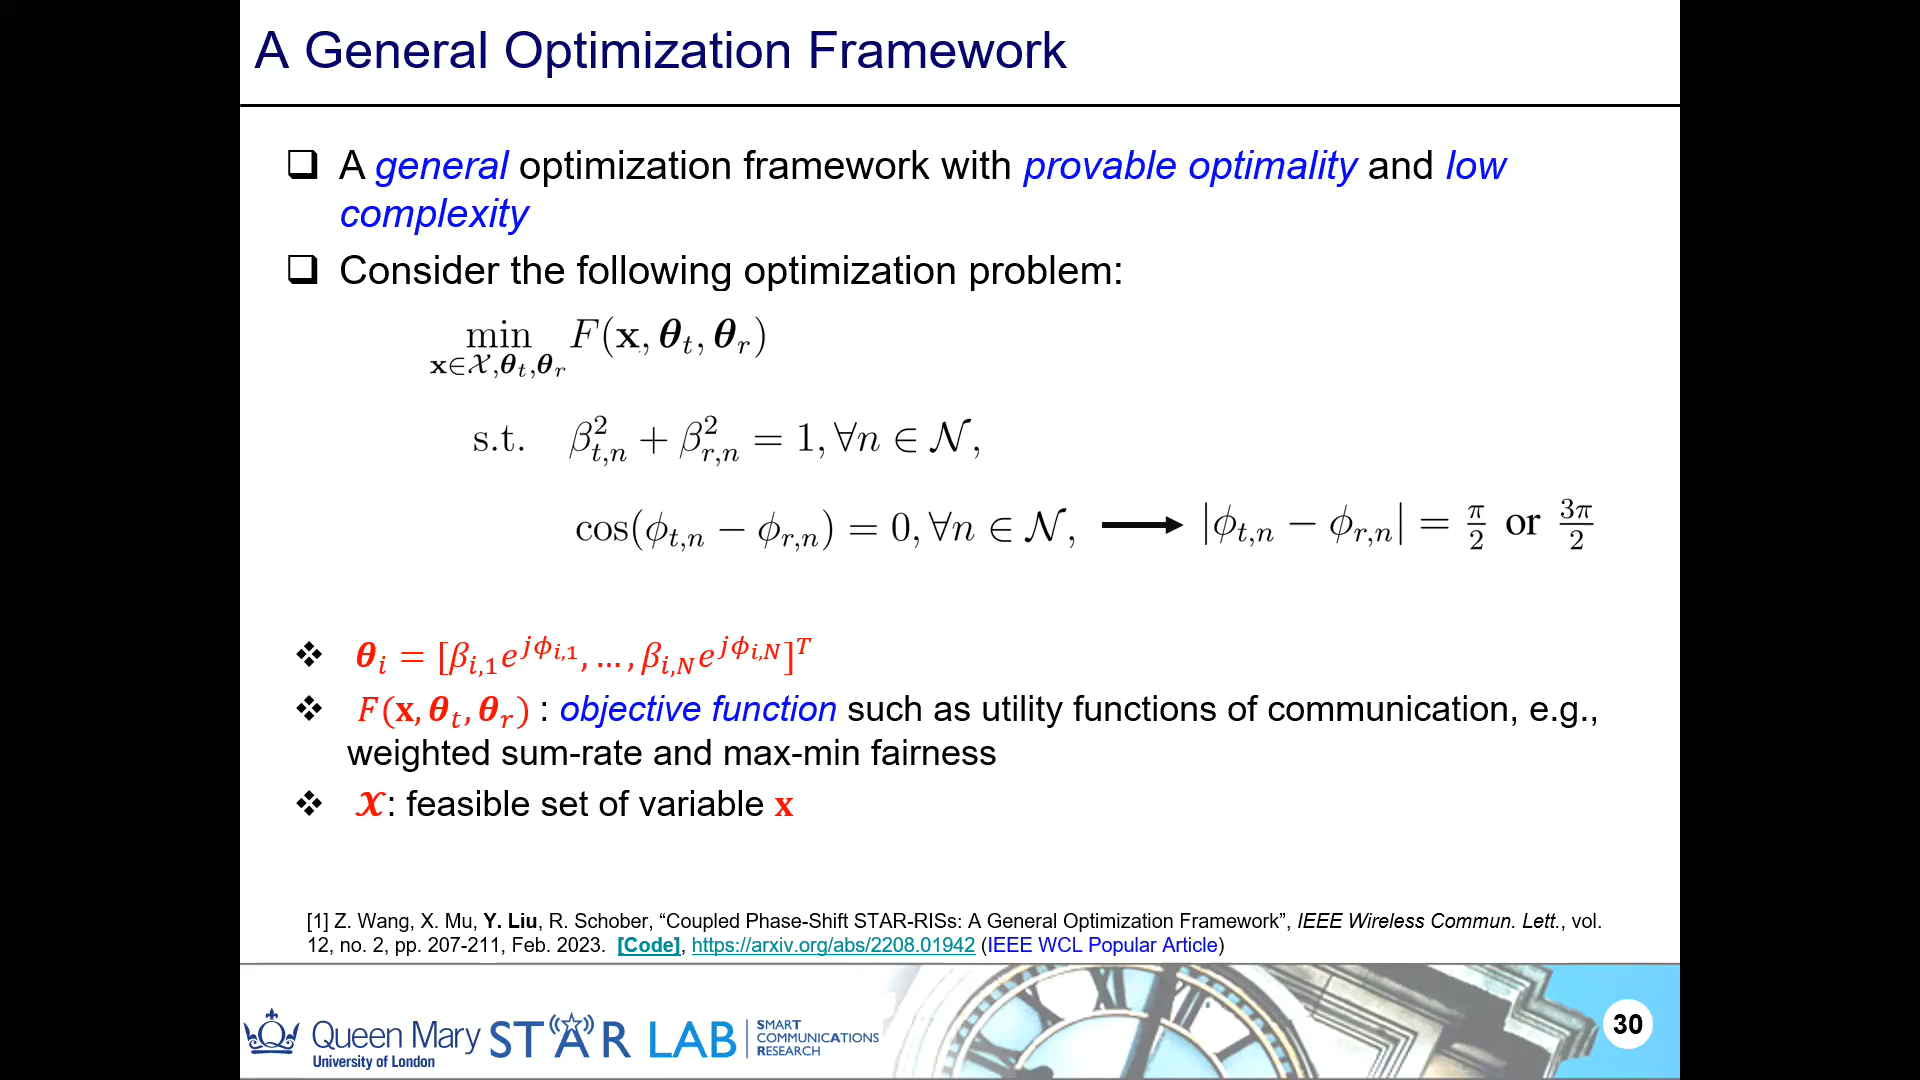 A General Optimization Framework
❑ A general optimization framework with provable optimality and low
complexity
❑ Consider the following optimization problem:
min F(x, θ_t, θ_r)
x∈𝒳,θ_t,θ_r
s.t. β²_{t,n} + β²_{r,n} = 1, ∀n ∈ 𝒩,
cos(ϕ_{t,n} − ϕ_{r,n}) = 0, ∀n ∈ 𝒩, ⟶ |ϕ_{t,n} − ϕ_{r,n}| = π/2 or 3π/2
❖ θ_i = [β_{i,1}e^{jϕ_{i,1}}, … , β_{i,N}e^{jϕ_{i,N}}]^T
❖ F(x, θ_t, θ_r) : objective function such as utility functions of communication, e.g.,
weighted sum-rate and max-min fairness
❖ 𝒳: feasible set of variable x
[1] Z. Wang, X. Mu, Y. Liu, R. Schober, “Coupled Phase-Shift STAR-RISs: A General Optimization Framework”, IEEE Wireless Commun. Lett., vol.
12, no. 2, pp. 207-211, Feb. 2023. [Code], https://arxiv.org/abs/2208.01942 (IEEE WCL Popular Article)
Queen Mary
University of London
STAR LAB
SMART
COMMUNICATIONS
RESEARCH
30